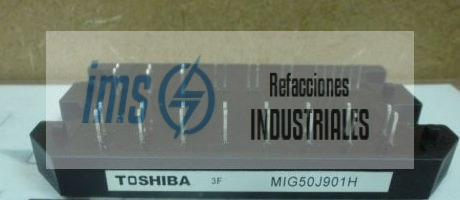 ims
Refacciones
INDUSTRIALES
TOSHIBA 3F MIG50J901H